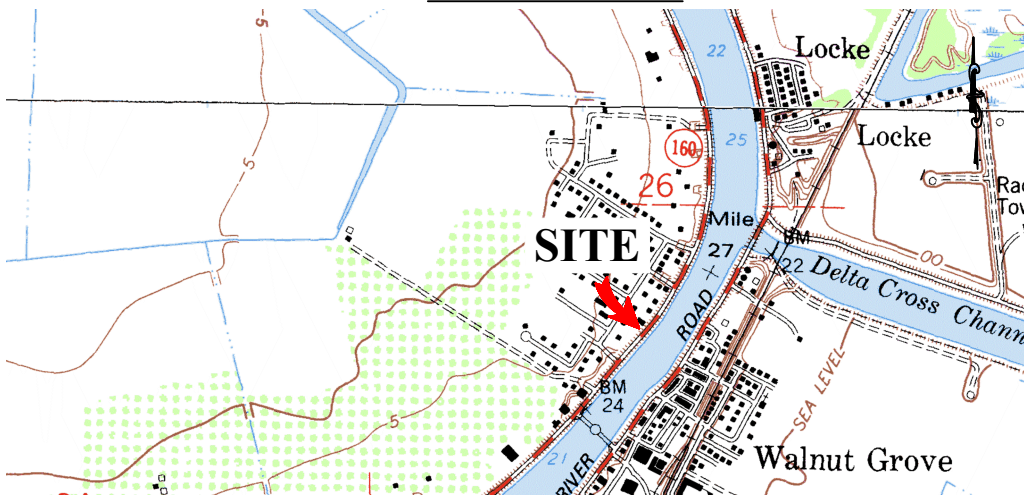 5
22
Locke
25
Locke
160
5
26
Mile
27
BM
22
SITE
Delta Cross Chann
00
ROAD
SEA LEVEL
BM
24
5
21
RIVER
Walnut Grove